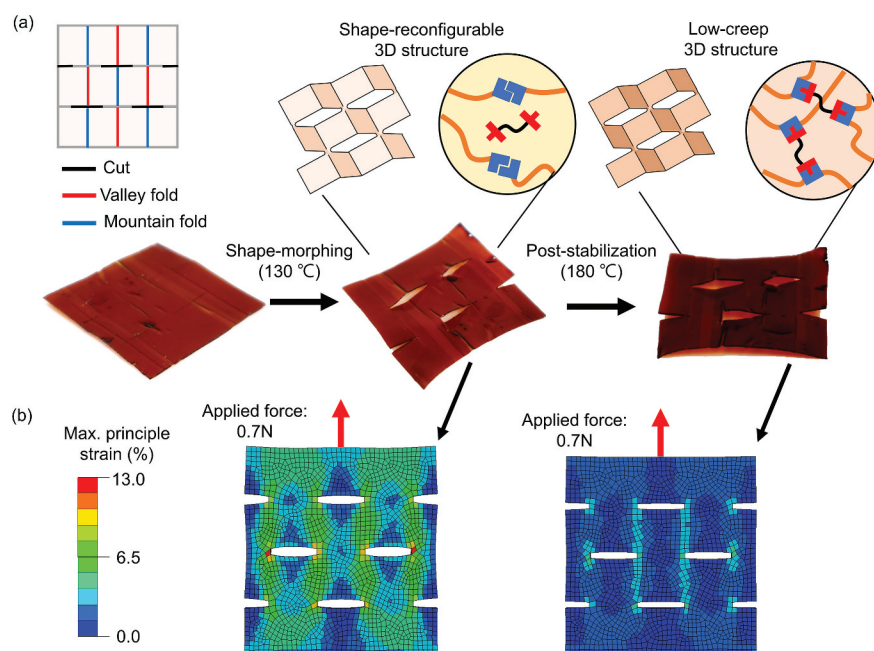 (a)
Shape-reconfigurable
3D structure
Low-creep
3D structure
Cut
Valley fold
Mountain fold
Shape-morphing
(130 ℃)
Post-stabilization
(180 ℃)
(b)
Applied force:
0.7N
Applied force:
0.7N
Max. principle
strain (%)
13.0
6.5
0.0